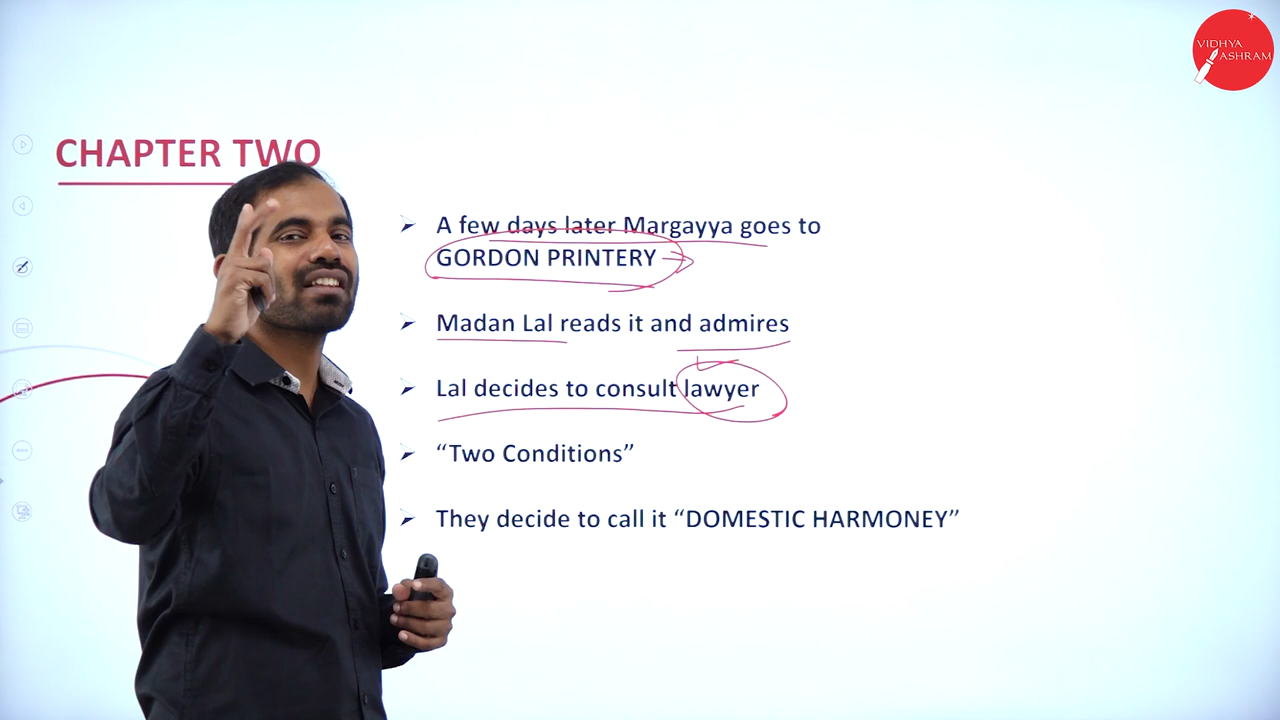 VIDHYA
ASHRAM
CHAPTER TWO
A few days later Margayya goes to
GORDON PRINTERY
Madan Lal reads it and admires
Lal decides to consult lawyer
“Two Conditions”
They decide to call it “DOMESTIC HARMONEY”